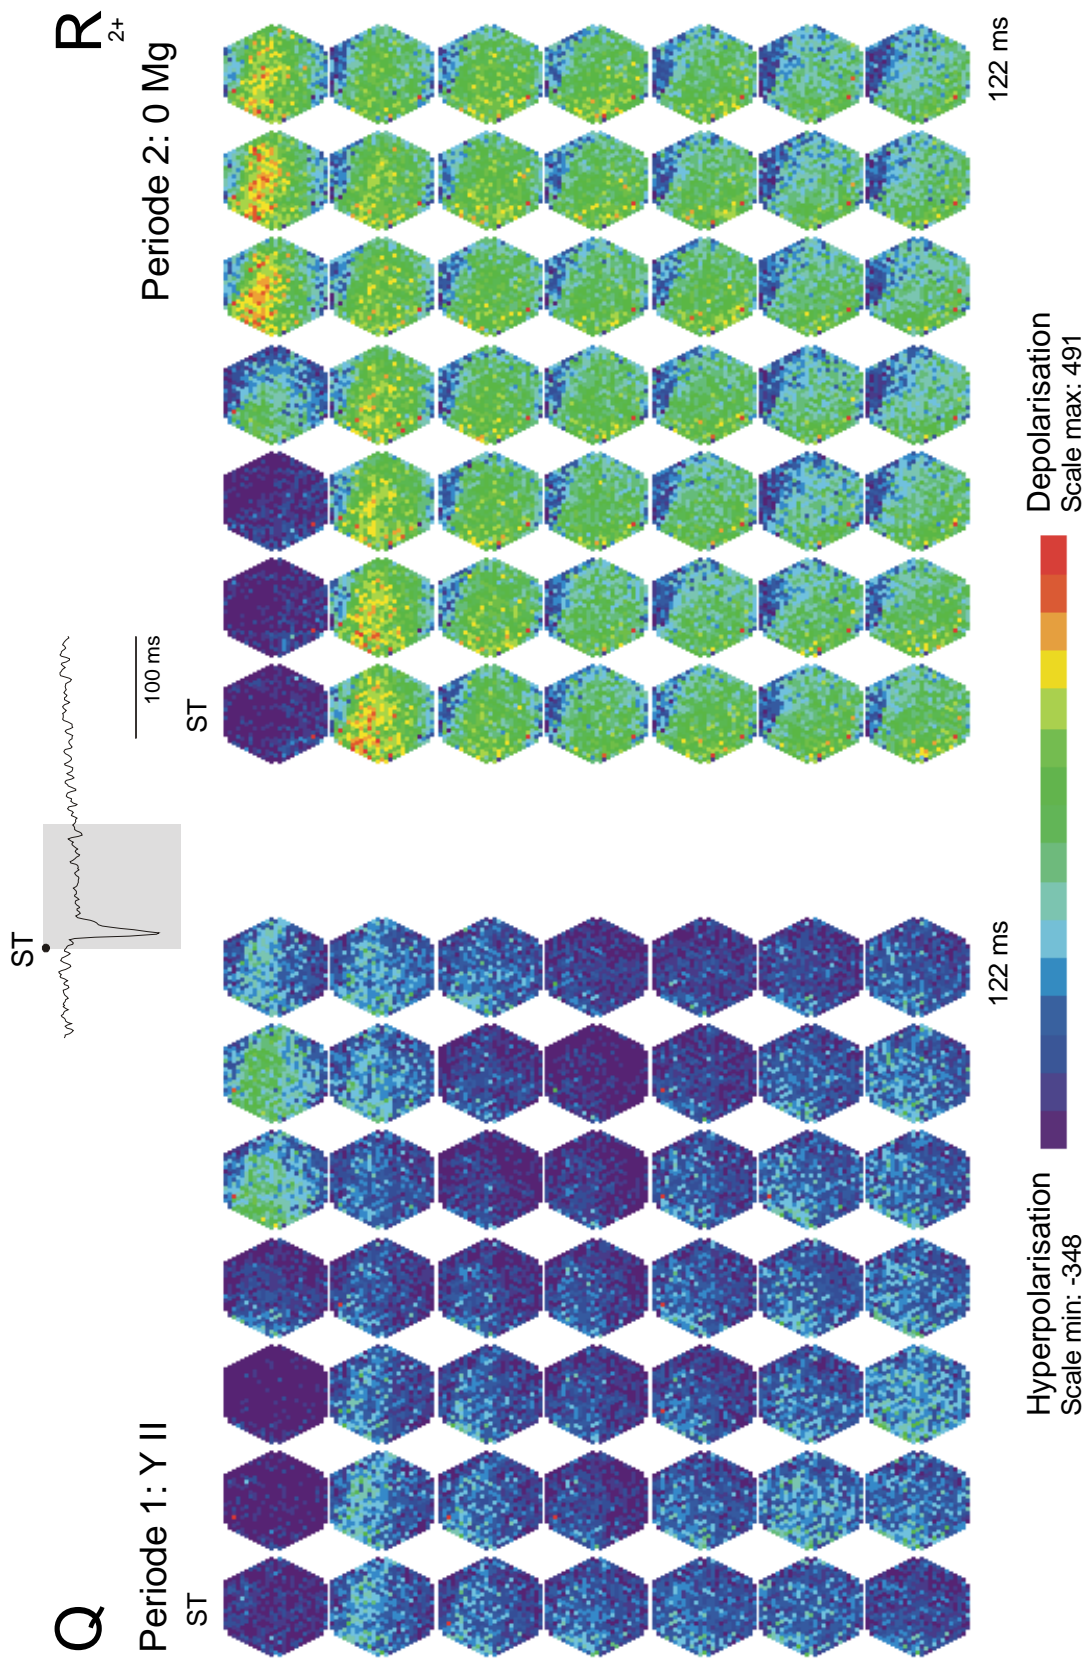 Q
Periode 1: Y II
ST
122 ms
ST
100 ms
R
Periode 2: 0 Mg2+
ST
122 ms
Hyperpolarisation
Scale min: -348
Depolarisation
Scale max: 491